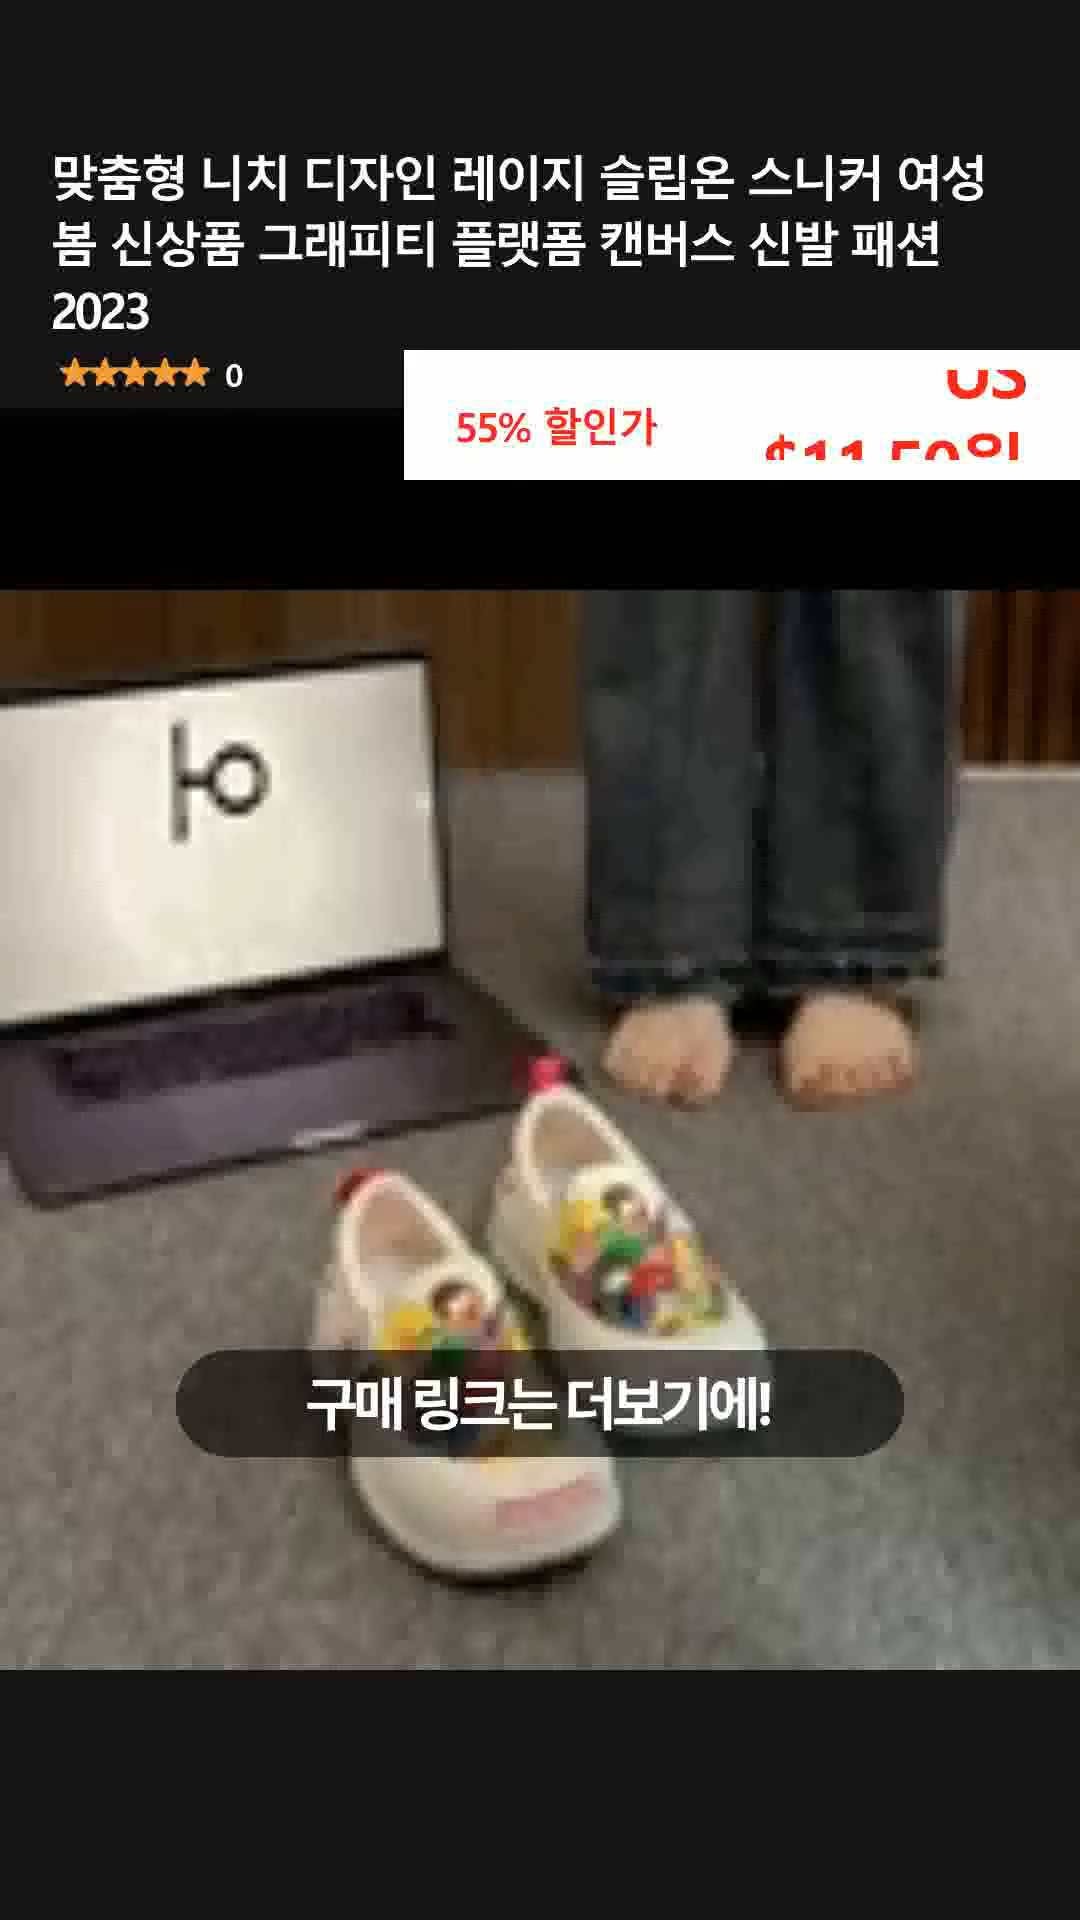 맞춤형 니치 디자인 레이지 슬립온 스니커 여성
봄 신상품 그래피티 플랫폼 캔버스 신발 패션
2023
★★★★★ 0
55% 할인가
US
구매 링크는 더보기에!